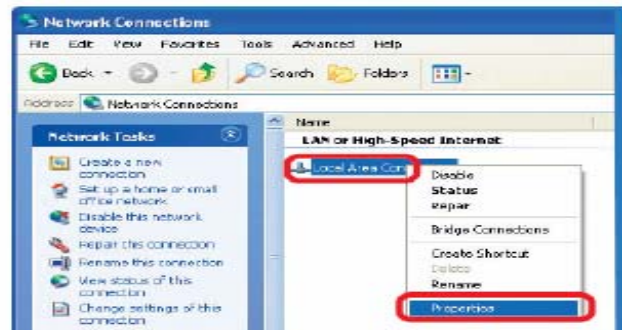 Network Connections
File Edit View Favorites Tools Advanced Help
Back Search Folders
Address Network Connections
Name
Network Tasks
LAN or High-Speed Internet
Create a new
connection
Set up a home or small
office network
Disable this network
device
Repair this connection
Rename this connection
View status of this
connection
Change settings of this
connection
Local Area Con
Disable
Status
Repair
Bridge Connections
Create Shortcut
Delete
Rename
Properties